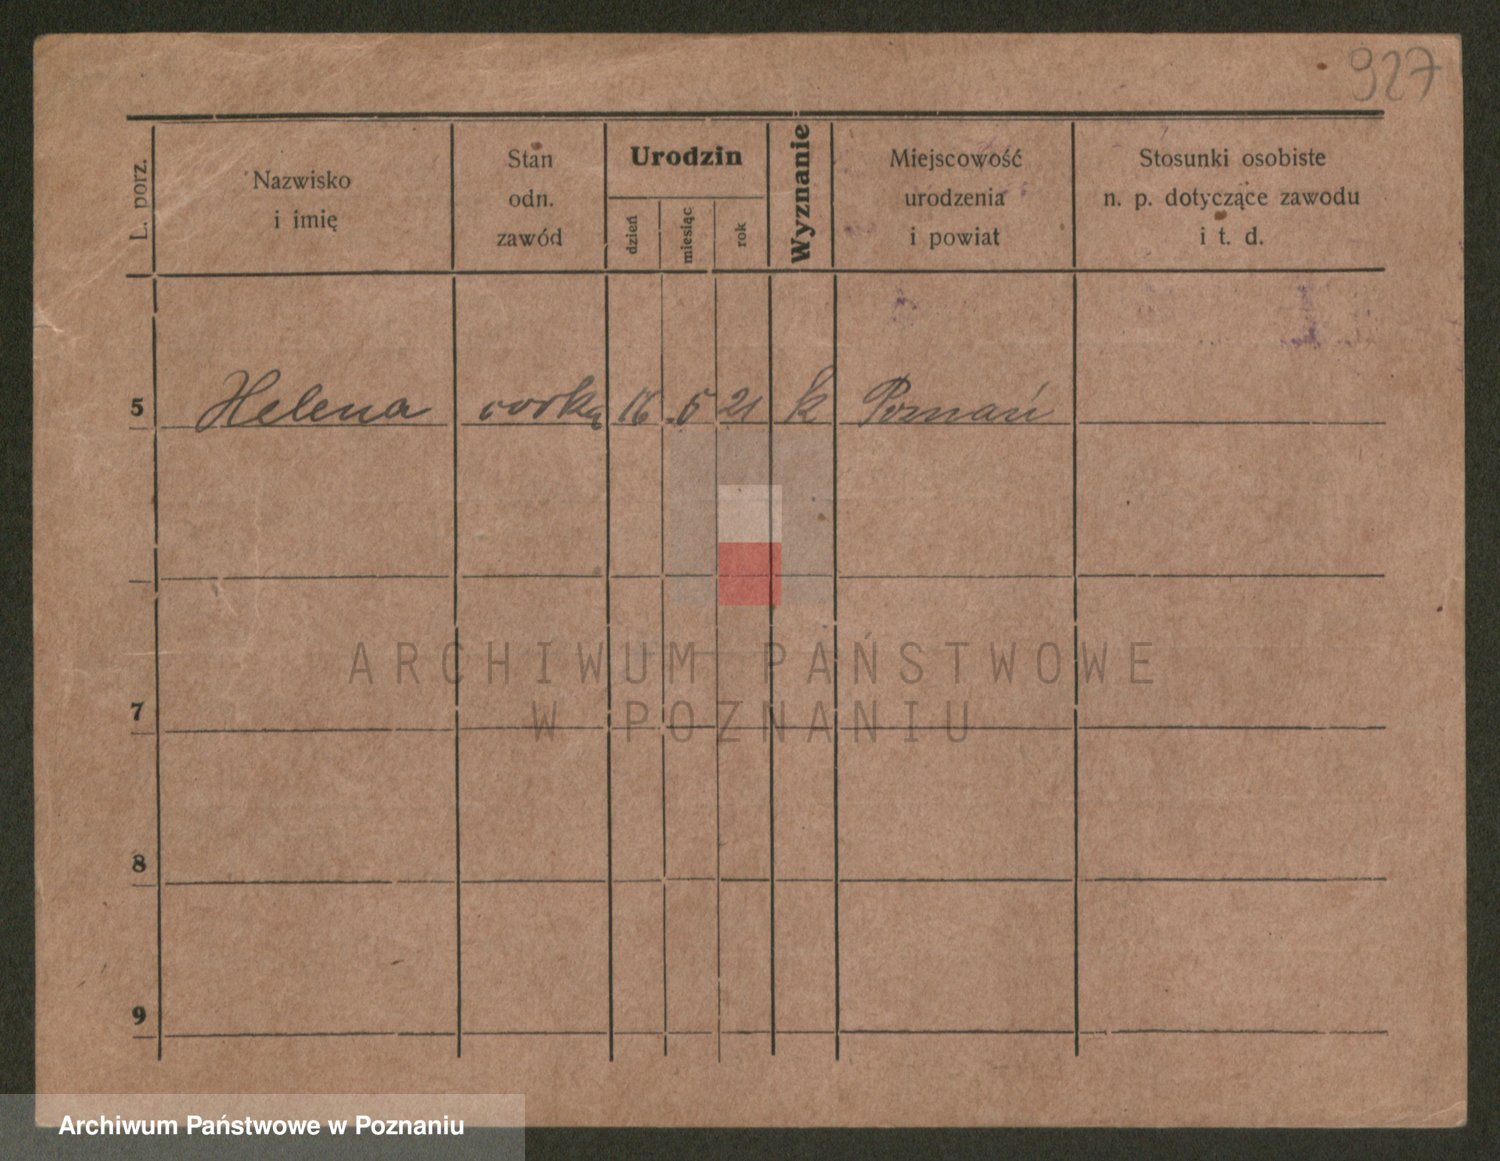 927
L. porz.
Nazwisko
i imię
Stan
odn.
zawód
Urodzin
dzień
miesiąc
rok
Wyznanie
Miejscowość
urodzenia
i powiat
Stosunki osobiste
n. p. dotyczące zawodu
i t. d.
5 Helena córka 16 5 21 k Poznań
7
8
9
ARCHIWUM PAŃSTWOWE
W POZNANIU
Archiwum Państwowe w Poznaniu